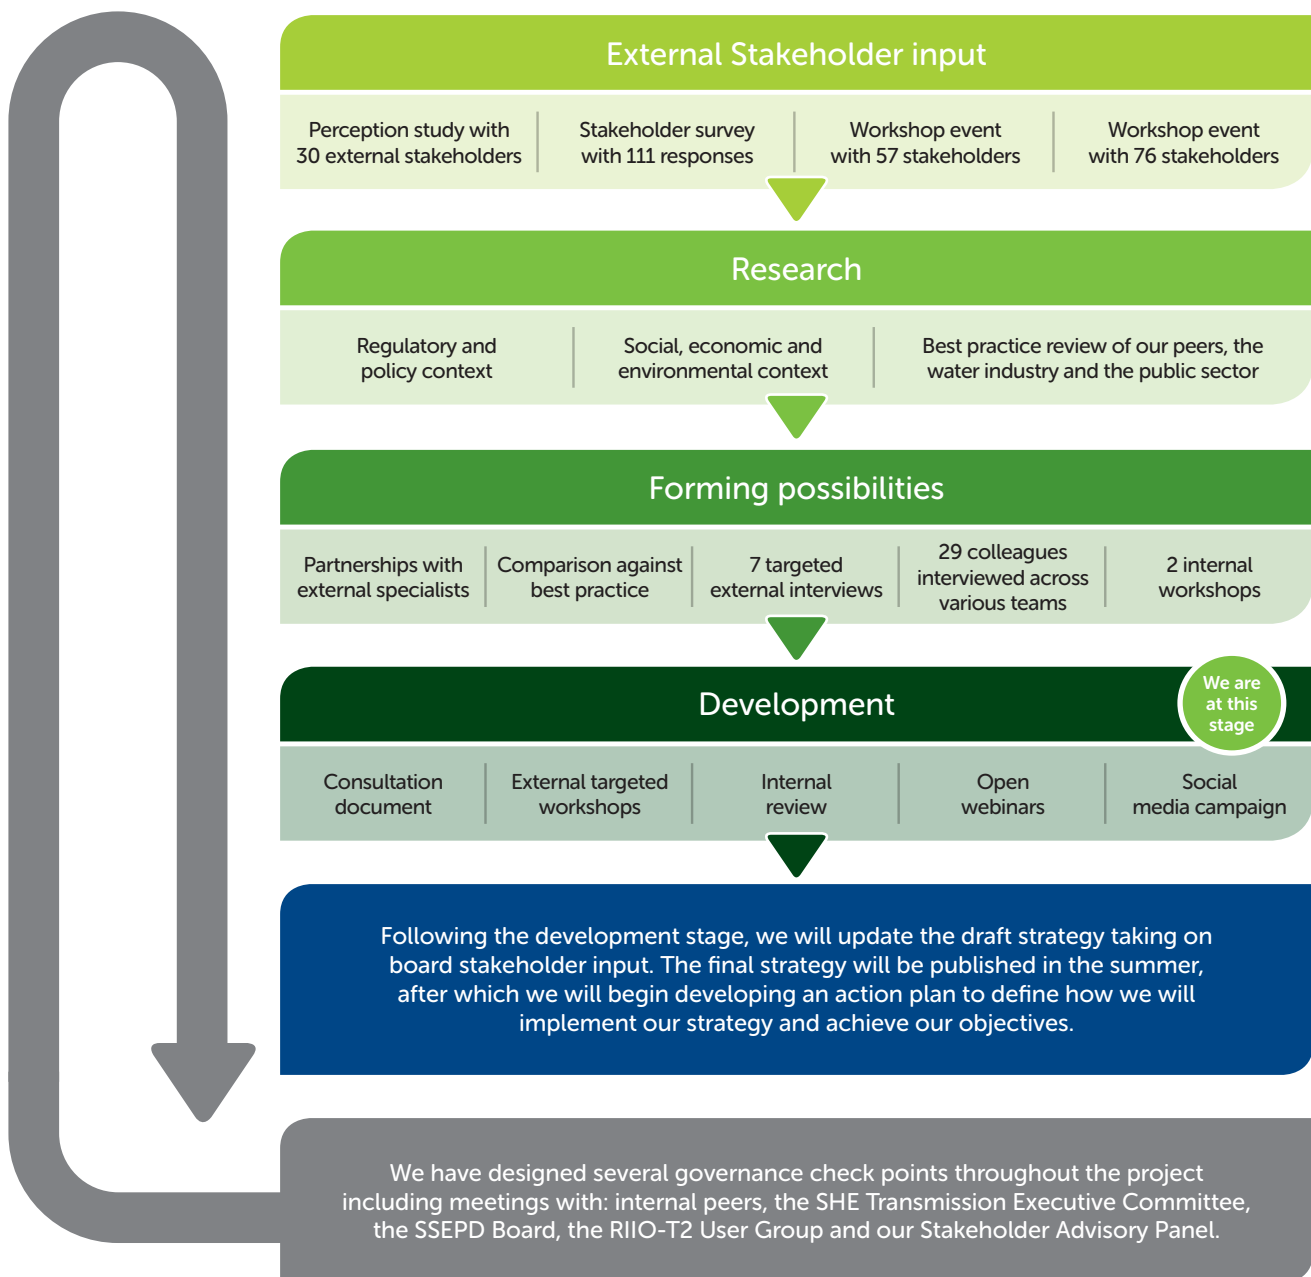 External Stakeholder input
Perception study with
30 external stakeholders
Stakeholder survey
with 111 responses
Workshop event
with 57 stakeholders
Workshop event
with 76 stakeholders
Research
Regulatory and
policy context
Social, economic and
environmental context
Best practice review of our peers, the
water industry and the public sector
Forming possibilities
Partnerships with
external specialists
Comparison against
best practice
7 targeted
external interviews
29 colleagues
interviewed across
various teams
2 internal
workshops
Development
We are
at this
stage
Consultation
document
External targeted
workshops
Internal
review
Open
webinars
Social
media campaign
Following the development stage, we will update the draft strategy taking on
board stakeholder input. The final strategy will be published in the summer,
after which we will begin developing an action plan to define how we will
implement our strategy and achieve our objectives.
We have designed several governance check points throughout the project
including meetings with: internal peers, the SHE Transmission Executive Committee,
the SSEPD Board, the RIIO-T2 User Group and our Stakeholder Advisory Panel.